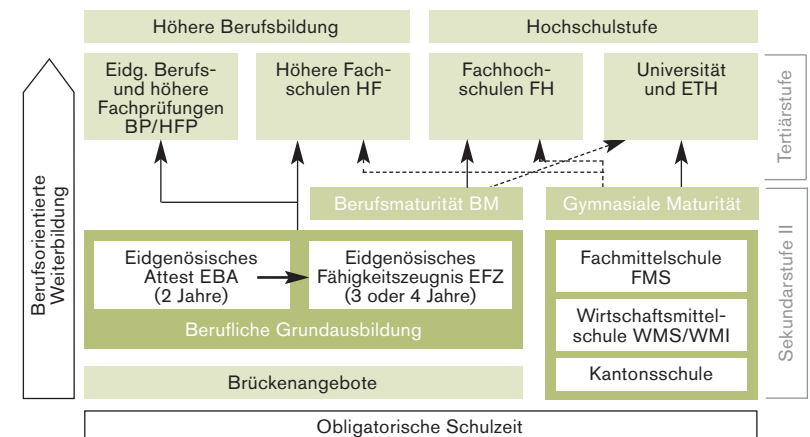 Höhere Berufsbildung
Hochschulstufe
Eidg. Berufs-
und höhere
Fachprüfungen
BP/HFP
Höhere Fach-
schulen HF
Fachhoch-
schulen FH
Universität
und ETH
Tertiärstufe
Berufsmaturität BM
Gymnasiale Maturität
Berufsorientierte
Weiterbildung
Eidgenösisches
Attest EBA
(2 Jahre)
Eidgenösisches
Fähigkeitszeugnis EFZ
(3 oder 4 Jahre)
Berufliche Grundausbildung
Fachmittelschule
FMS
Wirtschaftsmittel-
schule WMS/WMI
Kantonsschule
Sekundarstufe II
Brückenangebote
Obligatorische Schulzeit